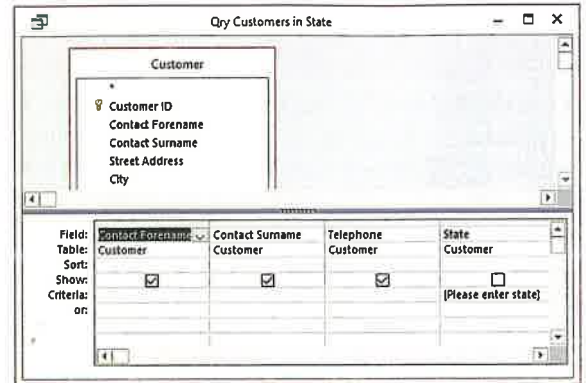 Qry Customers in State
Customer
*
Customer ID
Contact Forename
Contact Surname
Street Address
City
Field: Contact Forename Contact Surname Telephone State
Table: Customer Customer Customer Customer
Sort:
Show:
Criteria: [Please enter state]
or: